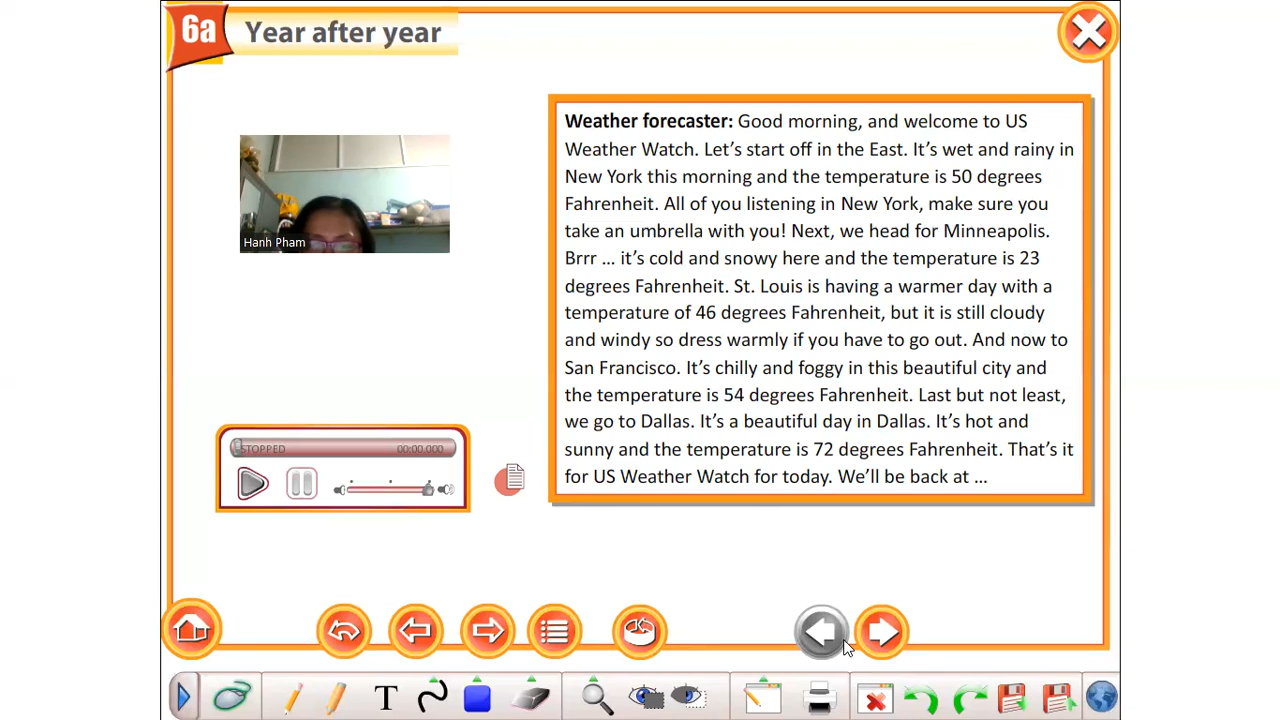 6a
Year after year
Weather forecaster: Good morning, and welcome to US
Weather Watch. Let's start off in the East. It's wet and rainy in
New York this morning and the temperature is 50 degrees
Fahrenheit. All of you listening in New York, make sure you
take an umbrella with you! Next, we head for Minneapolis.
Brrr ... it's cold and snowy here and the temperature is 23
degrees Fahrenheit. St. Louis is having a warmer day with a
temperature of 46 degrees Fahrenheit, but it is still cloudy
and windy so dress warmly if you have to go out. And now to
San Francisco. It's chilly and foggy in this beautiful city and
the temperature is 54 degrees Fahrenheit. Last but not least,
we go to Dallas. It's a beautiful day in Dallas. It's hot and
sunny and the temperature is 72 degrees Fahrenheit. That's it
for US Weather Watch for today. We'll be back at ...
Hanh Pham
STOPPED 00:00.000
T